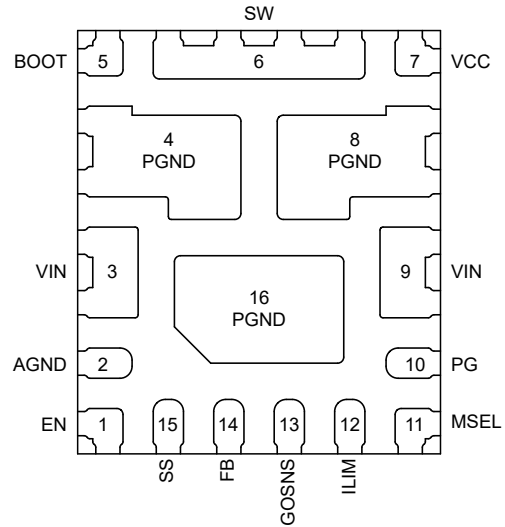 SW
BOOT 5 6 7 VCC
4 PGND
8 PGND
VIN 3 9 VIN
16 PGND
AGND 2 10 PG
EN 1 15 14 13 12 11 MSEL
SS FB GOSNS ILIM